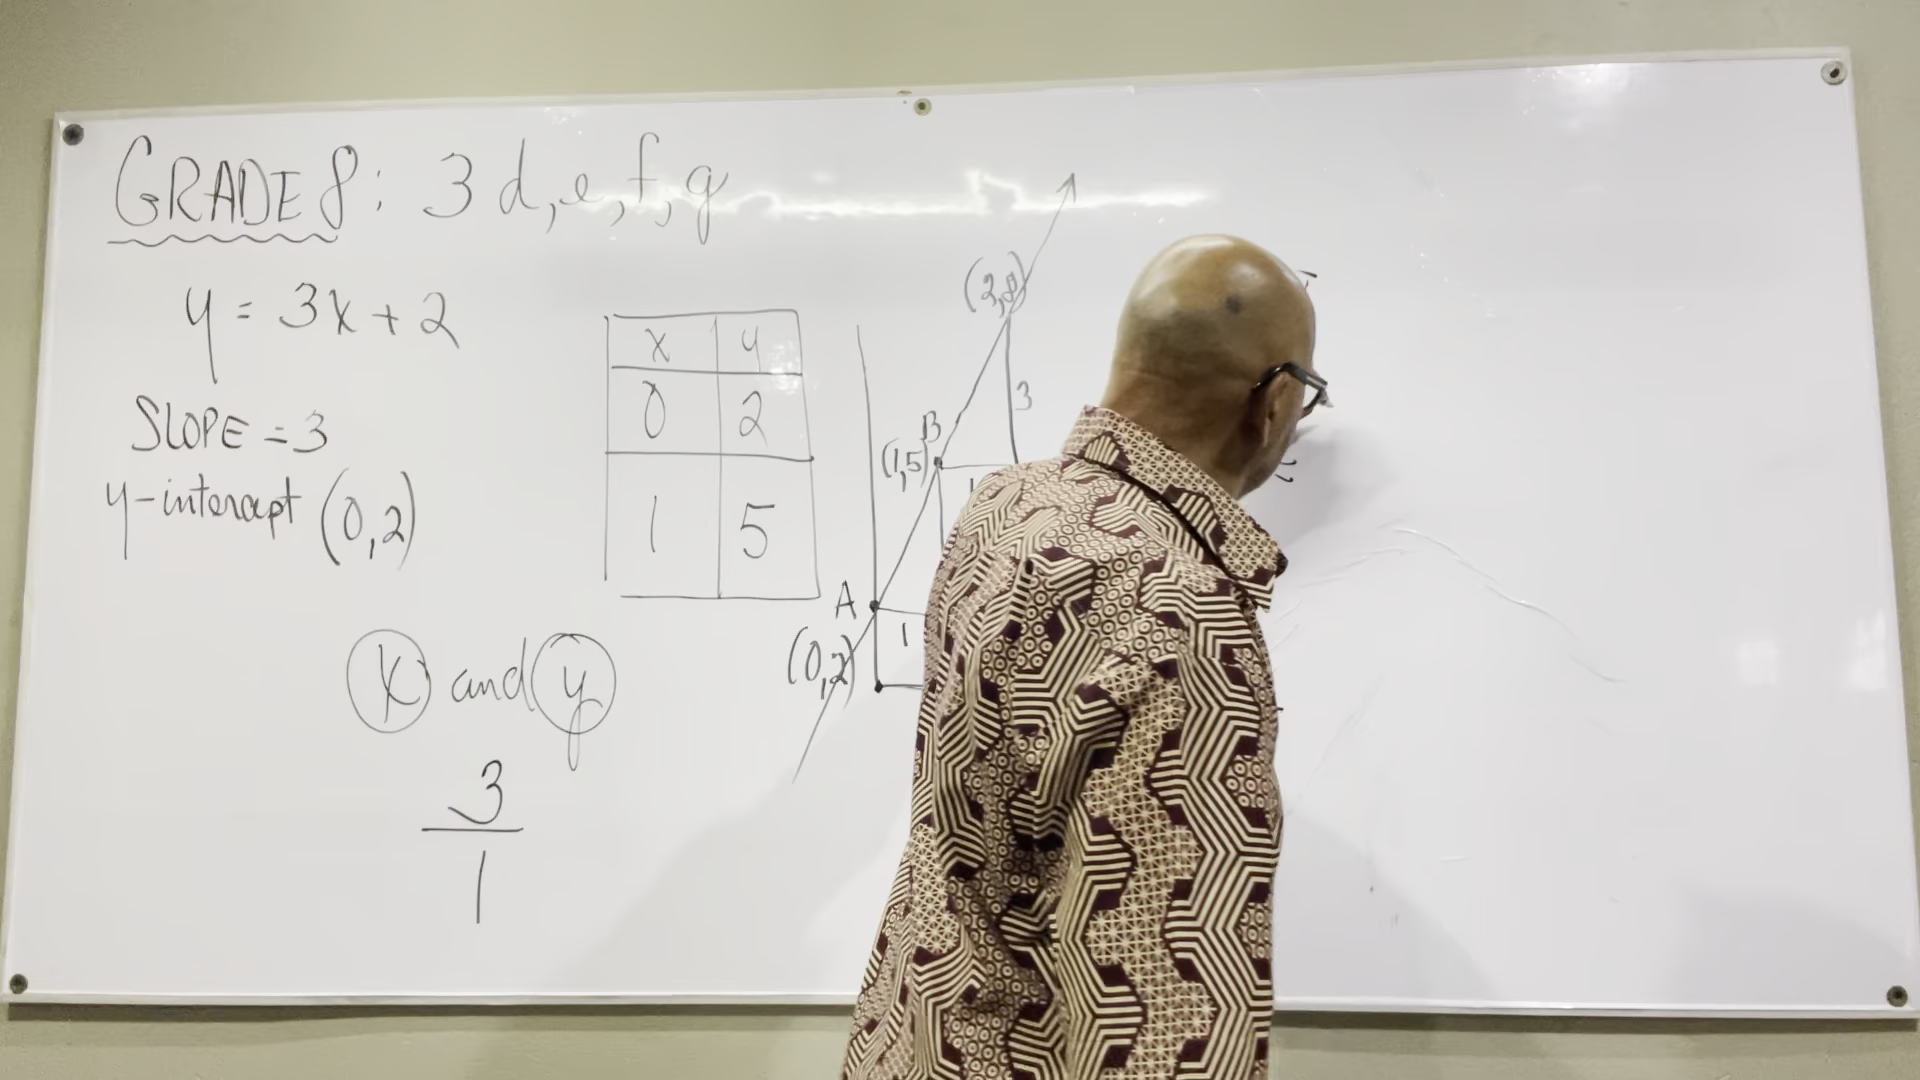 GRADE 8: 3 d, e, f, g
y = 3x + 2
SLOPE = 3
y-intercept (0,2)
x and y
3
1
x y
0 2
1 5
(2,8)
3
B
(1,5)
1
A
1
(0,2)